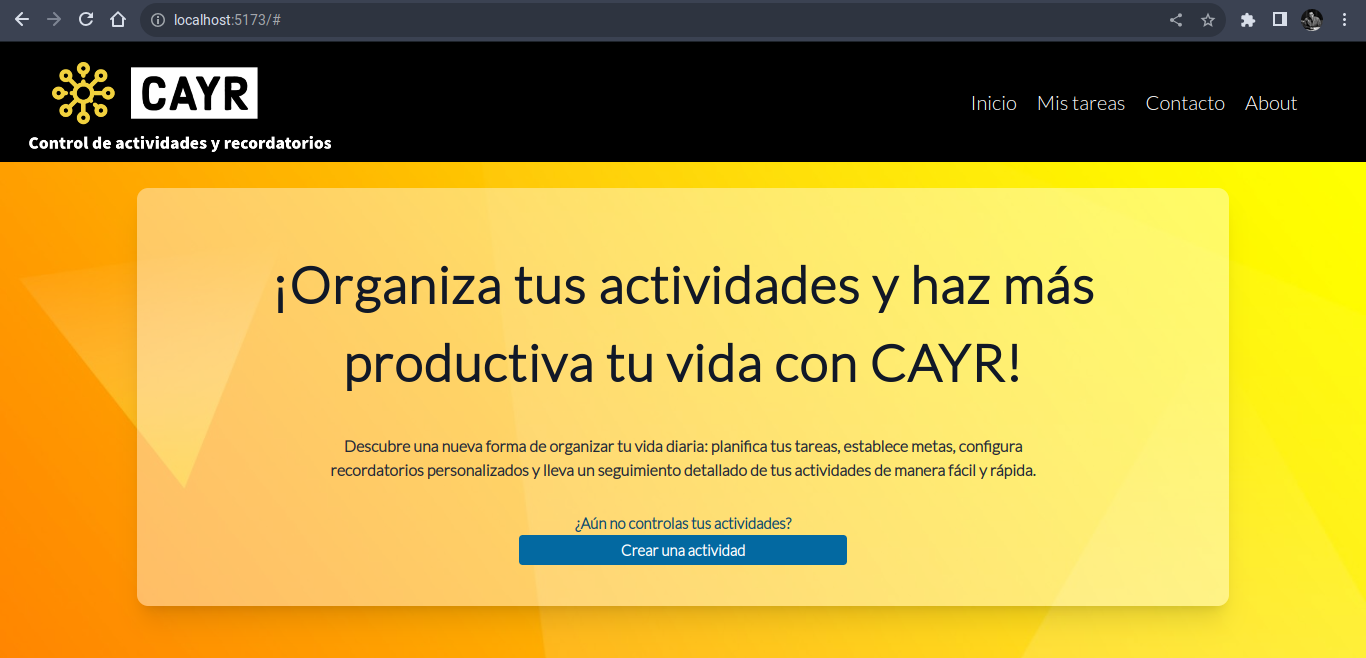 localhost:5173/#
CAYR
Control de actividades y recordatorios
Inicio Mis tareas Contacto About
¡Organiza tus actividades y haz más
productiva tu vida con CAYR!
Descubre una nueva forma de organizar tu vida diaria: planifica tus tareas, establece metas, configura
recordatorios personalizados y lleva un seguimiento detallado de tus actividades de manera fácil y rápida.
¿Aún no controlas tus actividades?
Crear una actividad